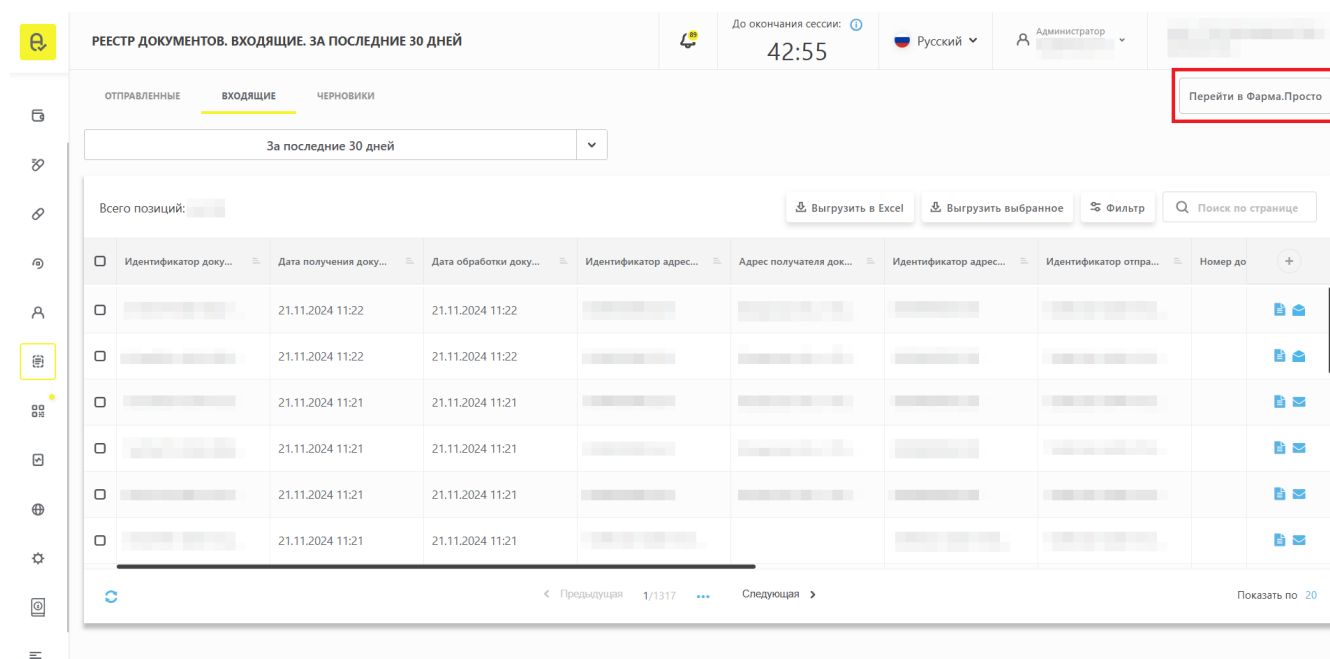 РЕЕСТР ДОКУМЕНТОВ. ВХОДЯЩИЕ. ЗА ПОСЛЕДНИЕ 30 ДНЕЙ
89
До окончания сессии:
42:55
Русский
Администратор
ОТПРАВЛЕННЫЕ ВХОДЯЩИЕ ЧЕРНОВИКИ
Перейти в Фарма.Просто
За последние 30 дней
Всего позиций:
Выгрузить в Excel Выгрузить выбранное Фильтр Поиск по странице
Идентификатор доку... Дата получения доку... Дата обработки доку... Идентификатор адрес... Адрес получателя док... Идентификатор адрес... Идентификатор отпра... Номер до +
21.11.2024 11:22 21.11.2024 11:22
21.11.2024 11:22 21.11.2024 11:22
21.11.2024 11:21 21.11.2024 11:21
21.11.2024 11:21 21.11.2024 11:21
21.11.2024 11:21 21.11.2024 11:21
21.11.2024 11:21 21.11.2024 11:21
Предыдущая 1/1317 ••• Следующая
Показать по 20